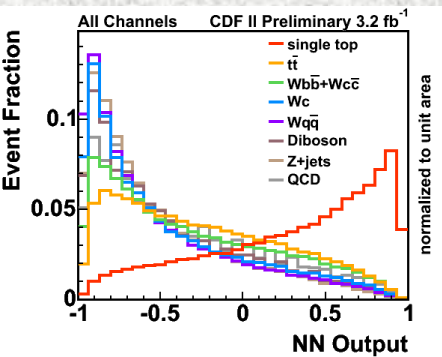 All Channels CDF II Preliminary 3.2 fb⁻¹
single top
tt̅
Wbb̅+Wcc̅
Wc
Wqq̅
Diboson
Z+jets
QCD
Event Fraction
0.1
0.05
0
-1 -0.5 0 0.5 1
NN Output
normalized to unit area